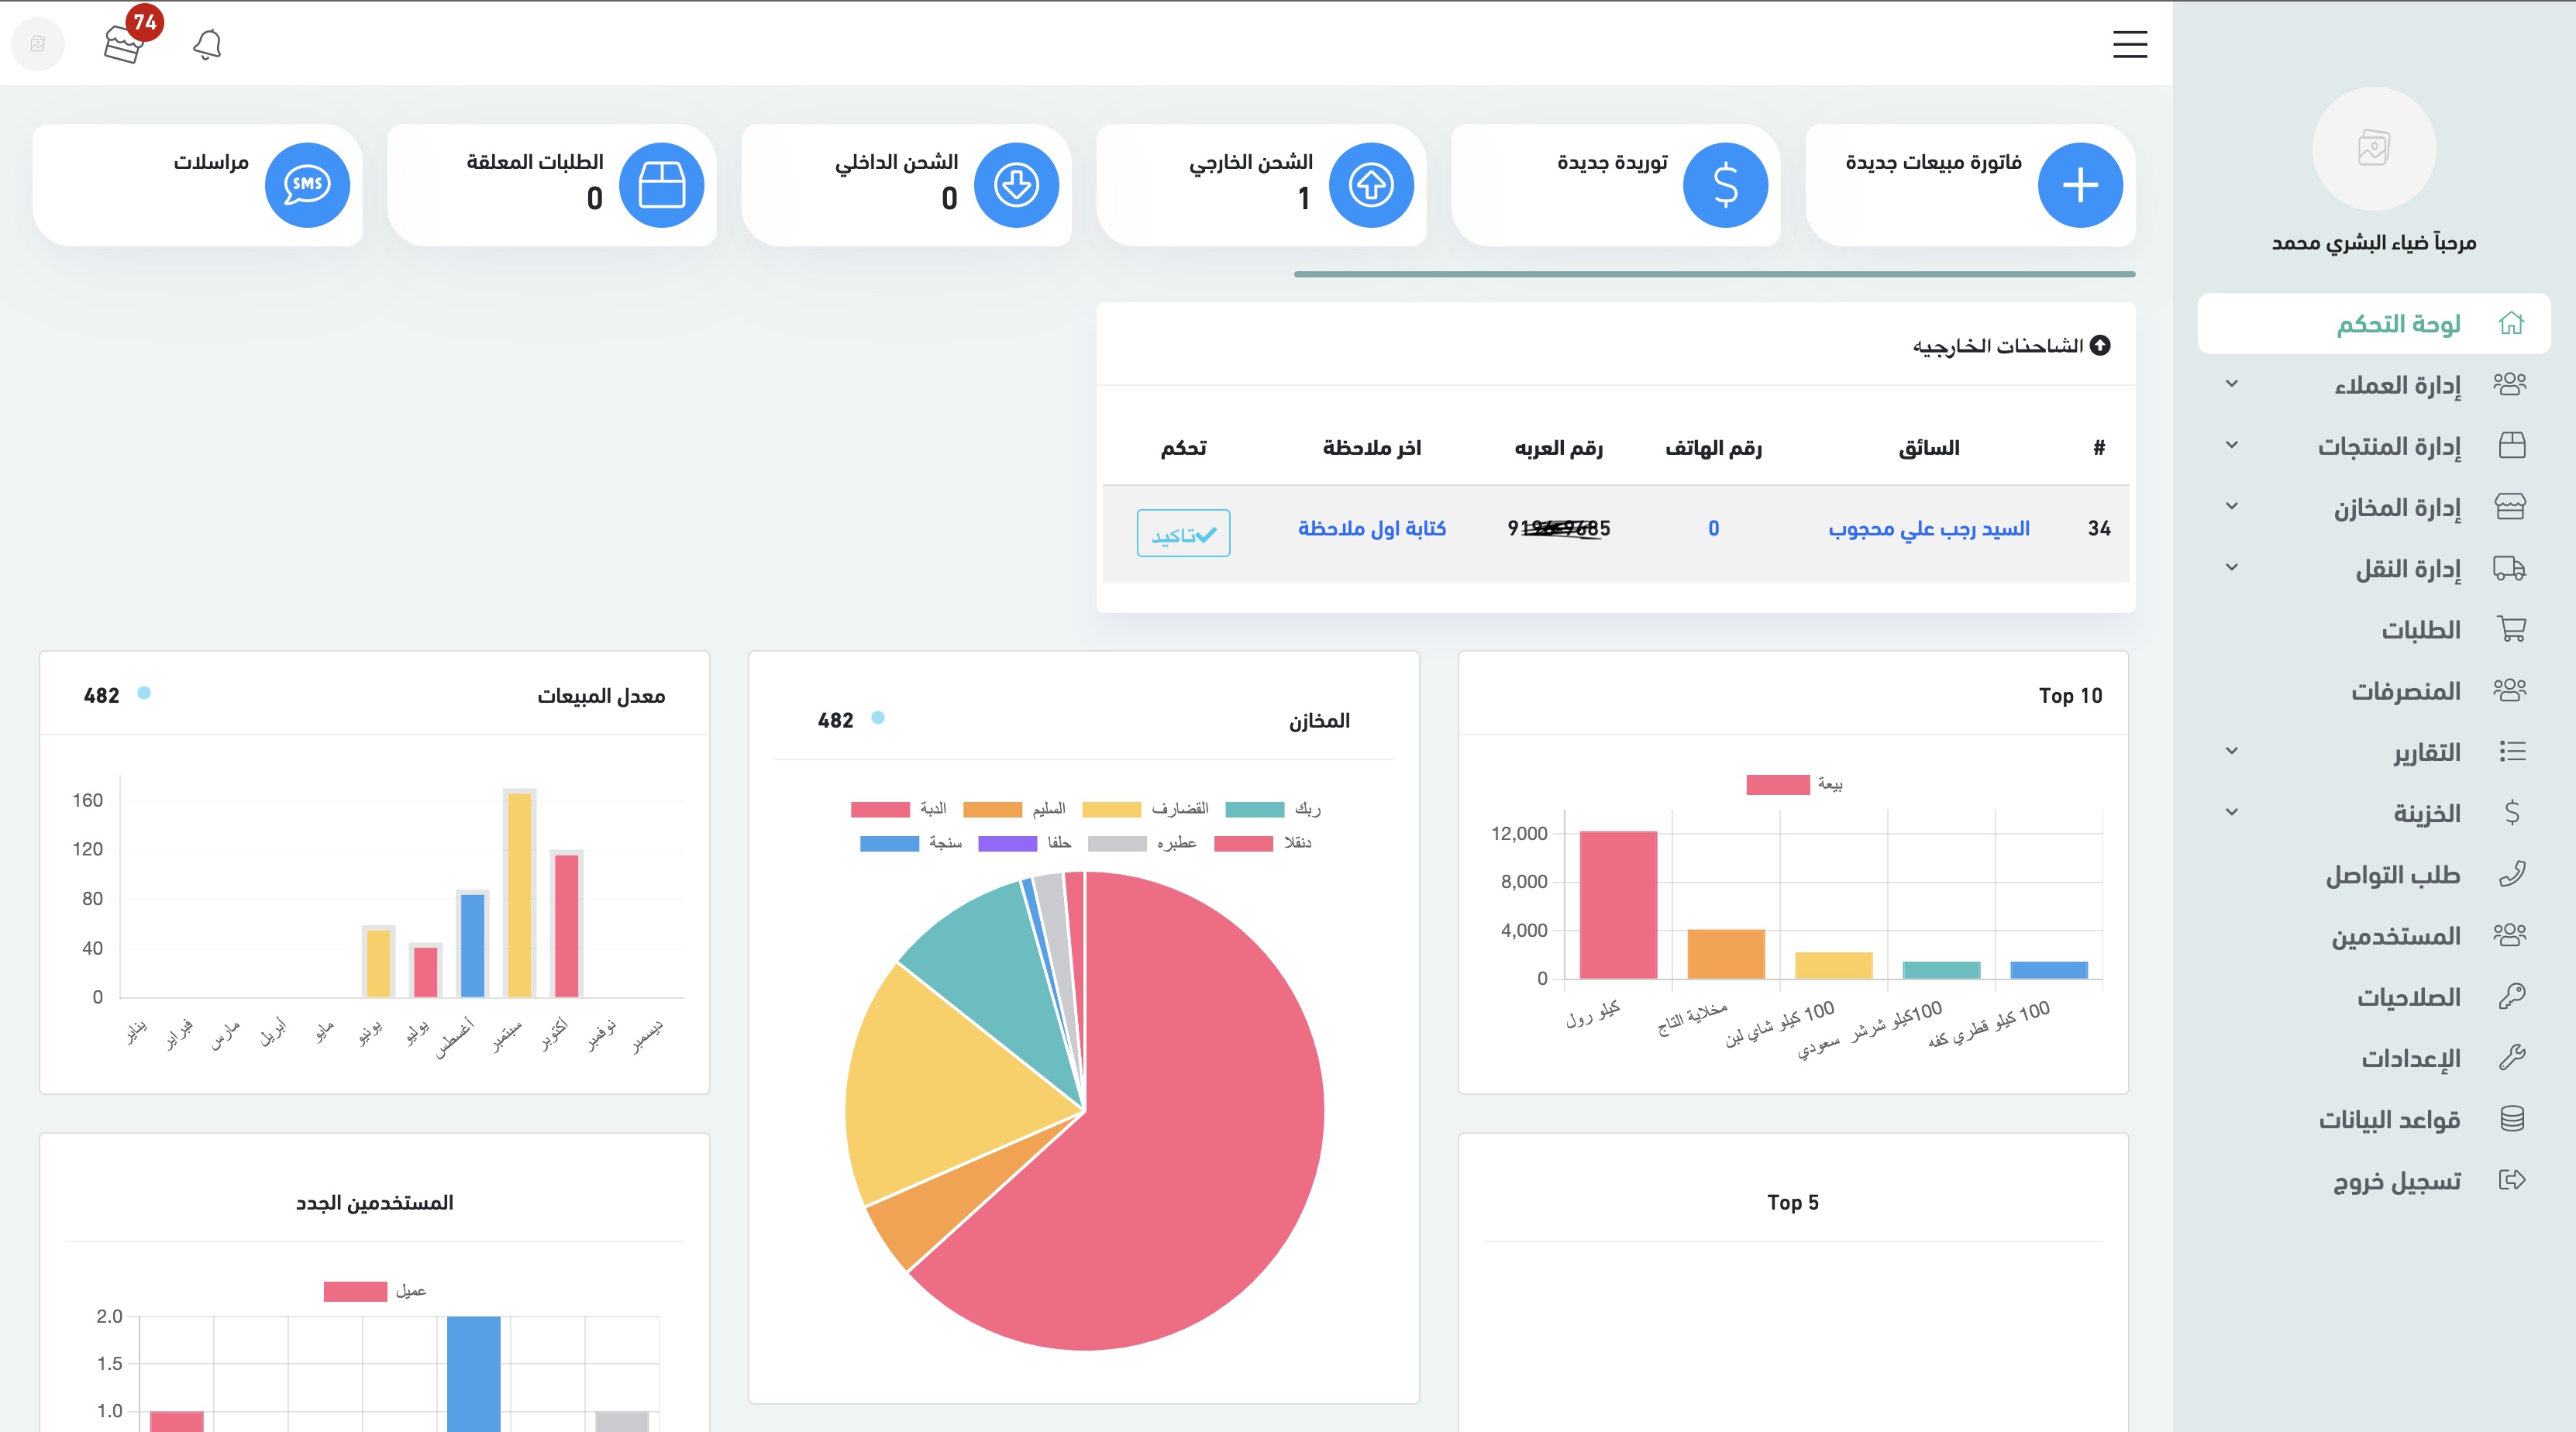 74
مرحباً ضياء البشري محمد
لوحة التحكم
إدارة العملاء
إدارة المنتجات
إدارة المخازن
إدارة النقل
الطلبات
المنصرفات
التقارير
الخزينة
طلب التواصل
المستخدمين
الصلاحيات
الإعدادات
قواعد البيانات
تسجيل خروج
فاتورة مبيعات جديدة
توريدة جديدة
الشحن الخارجي
1
الشحن الداخلي
0
الطلبات المعلقة
0
مراسلات
SMS
الشاحنات الخارجيه
# السائق رقم الهاتف رقم العربه اخر ملاحظة تحكم
34 السيد رجب علي محجوب 0 كتابة اول ملاحظة تاكيد
Top 10
بيعة
12,000
8,000
4,000
0
كيلو رول
مخلاية التاج
100 كيلو شاي لبن
100كيلو شرشر سعودي
100 كيلو قطري كفه
المخازن 482
ربك القضارف السليم الدبة
دنقلا عطبره حلفا سنجة
معدل المبيعات 482
160
120
80
40
0
يناير فبراير مارس أبريل مايو يونيو يوليو أغسطس سبتمبر أكتوبر نوفمبر ديسمبر
Top 5
المستخدمين الجدد
عميل
2.0
1.5
1.0